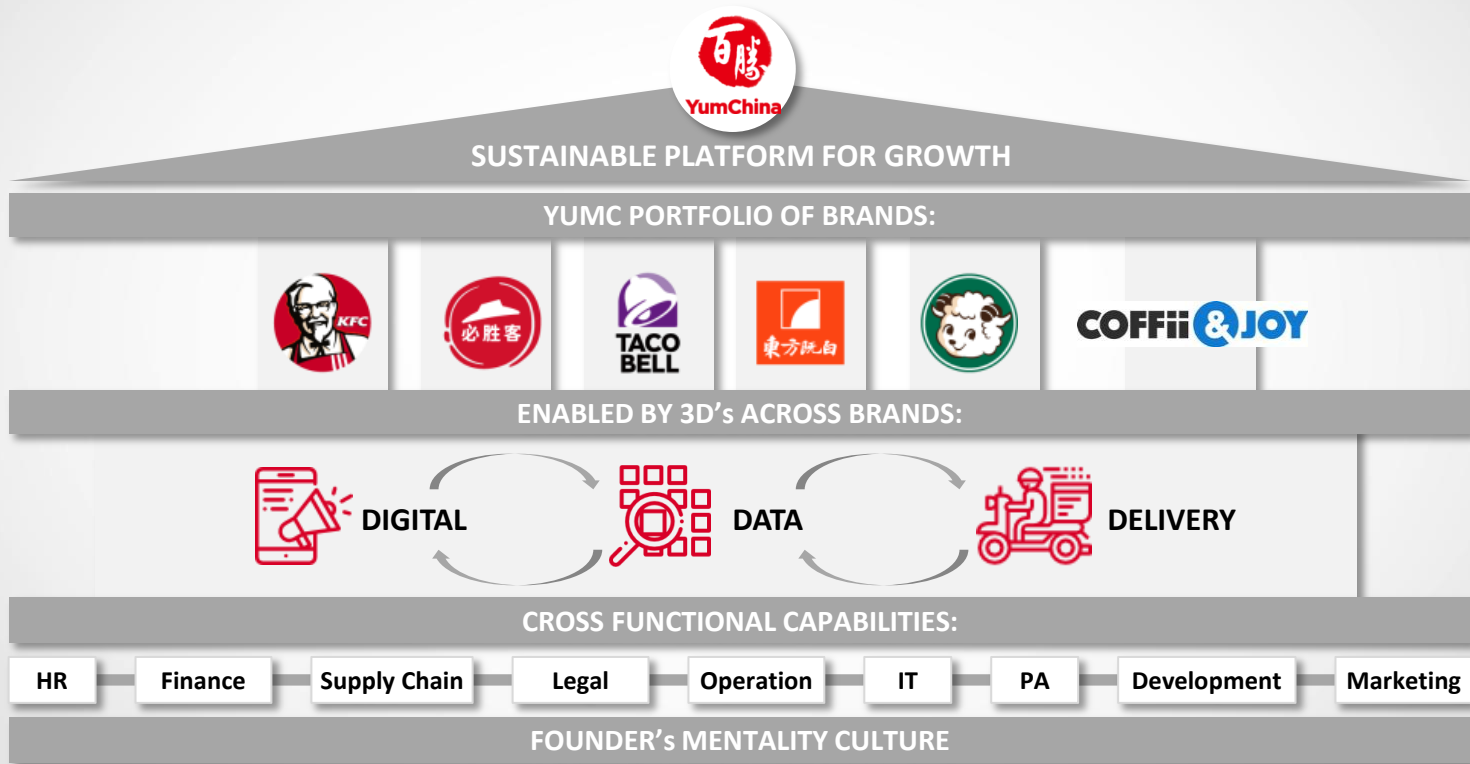 百勝
YumChina
SUSTAINABLE PLATFORM FOR GROWTH
YUMC PORTFOLIO OF BRANDS:
KFC
必胜客
TACO
BELL
東方既白
COFFii & JOY
ENABLED BY 3D's ACROSS BRANDS:
DIGITAL
DATA
DELIVERY
CROSS FUNCTIONAL CAPABILITIES:
HR
Finance
Supply Chain
Legal
Operation
IT
PA
Development
Marketing
FOUNDER's MENTALITY CULTURE